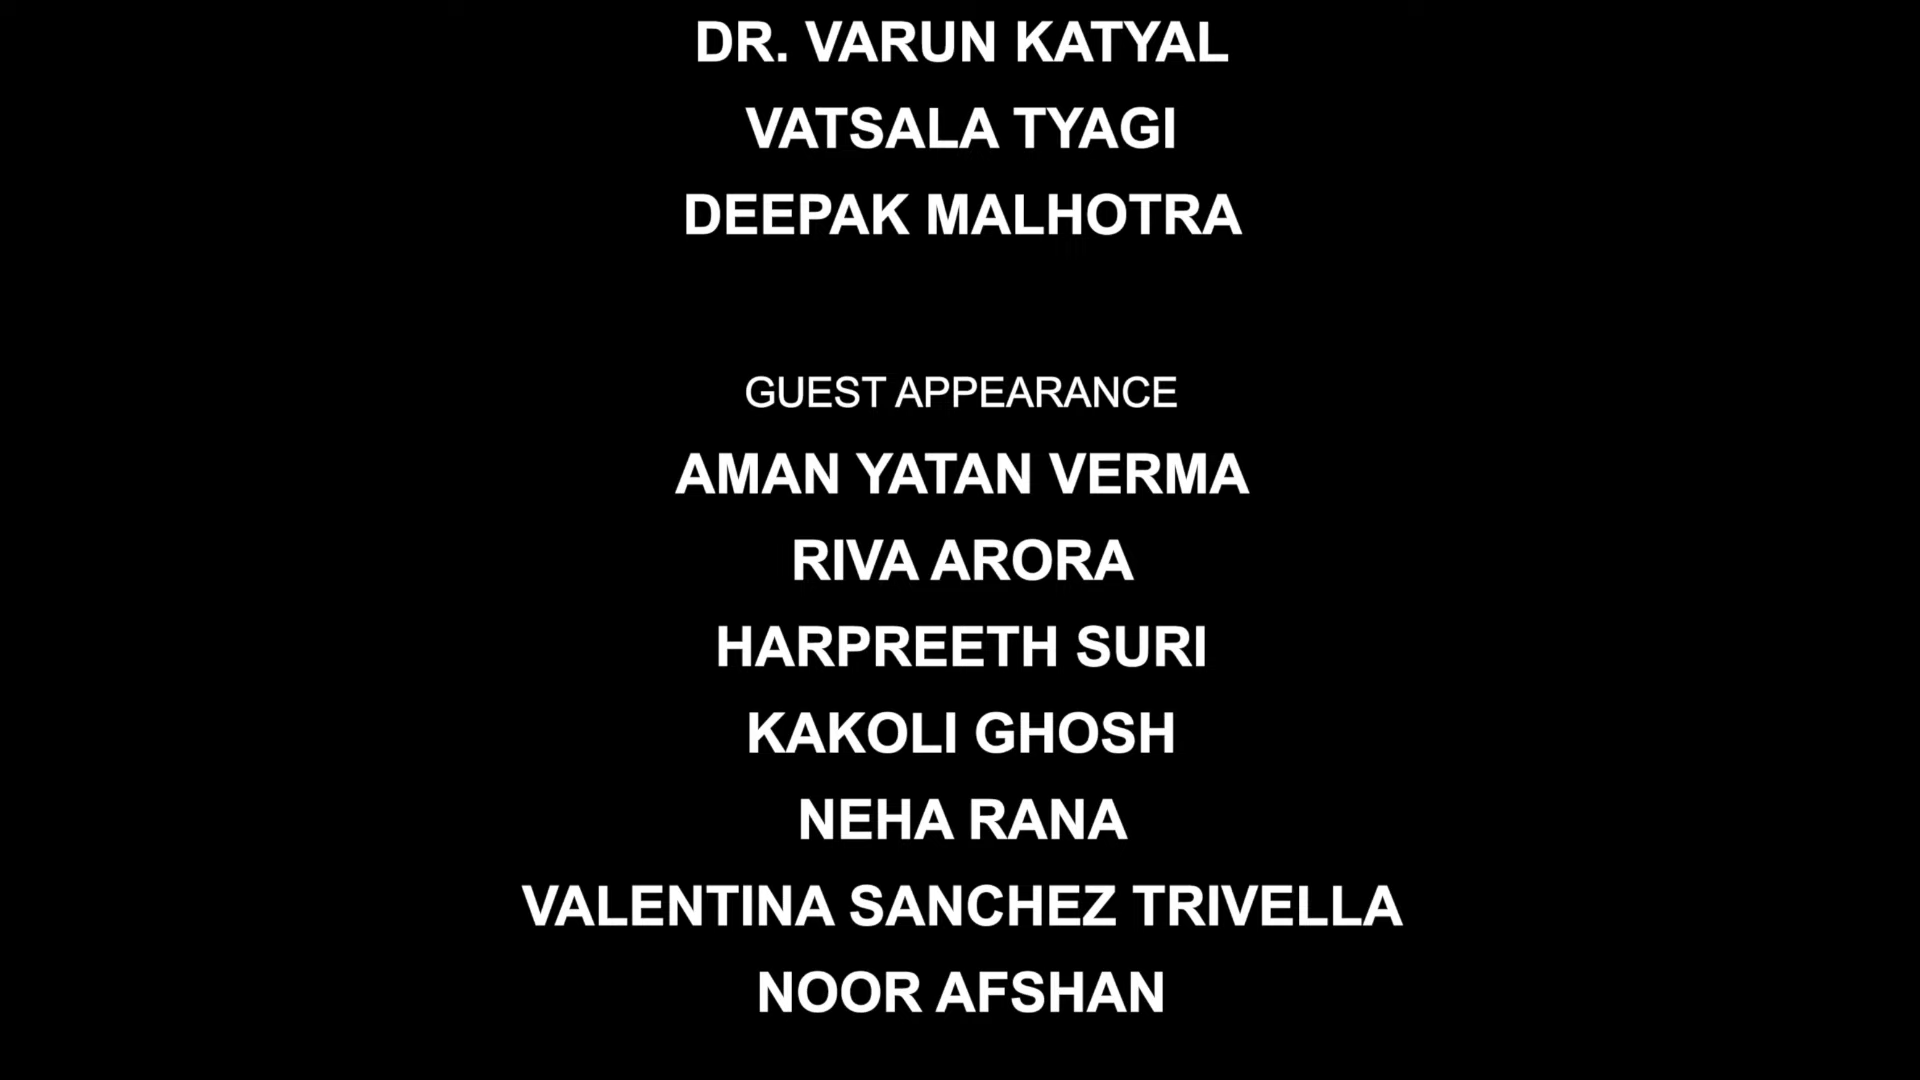 DR. VARUN KATYAL
VATSALA TYAGI
DEEPAK MALHOTRA
GUEST APPEARANCE
AMAN YATAN VERMA
RIVA ARORA
HARPREETH SURI
KAKOLI GHOSH
NEHA RANA
VALENTINA SANCHEZ TRIVELLA
NOOR AFSHAN